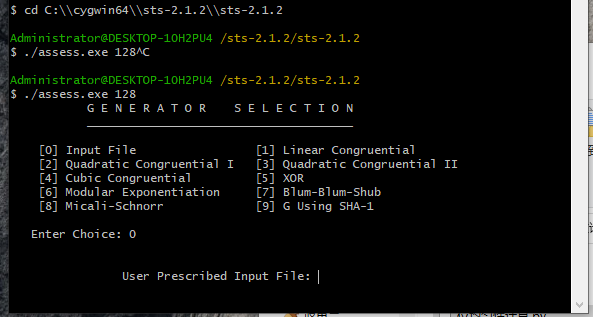 $ cd C:\\cygwin64\\sts-2.1.2\\sts-2.1.2
Administrator@DESKTOP-1OH2PU4 /sts-2.1.2/sts-2.1.2
$ ./assess.exe 128^C
Administrator@DESKTOP-1OH2PU4 /sts-2.1.2/sts-2.1.2
$ ./assess.exe 128
G E N E R A T O R    S E L E C T I O N
______________________________________
[0] Input File                 [1] Linear Congruential
[2] Quadratic Congruential I   [3] Quadratic Congruential II
[4] Cubic Congruential         [5] XOR
[6] Modular Exponentiation     [7] Blum-Blum-Shub
[8] Micali-Schnorr             [9] G Using SHA-1
Enter Choice: 0
User Prescribed Input File: